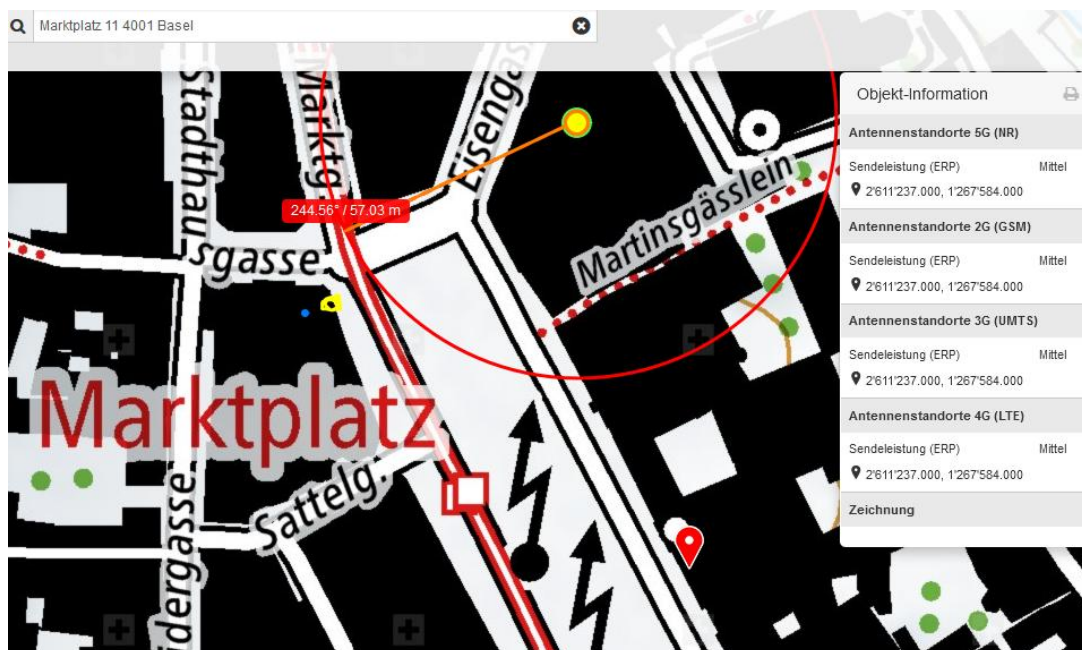 Marktplatz 11 4001 Basel
Stadthaus
sgasse
Marktg
Eisengas
244.56° / 57.03 m
Martinsgässlein
Marktplatz
Sattelg.
idergasse
Objekt-Information
Antennenstandorte 5G (NR)
Sendeleistung (ERP) Mittel
2'611'237.000, 1'267'584.000
Antennenstandorte 2G (GSM)
Sendeleistung (ERP) Mittel
2'611'237.000, 1'267'584.000
Antennenstandorte 3G (UMTS)
Sendeleistung (ERP) Mittel
2'611'237.000, 1'267'584.000
Antennenstandorte 4G (LTE)
Sendeleistung (ERP) Mittel
2'611'237.000, 1'267'584.000
Zeichnung